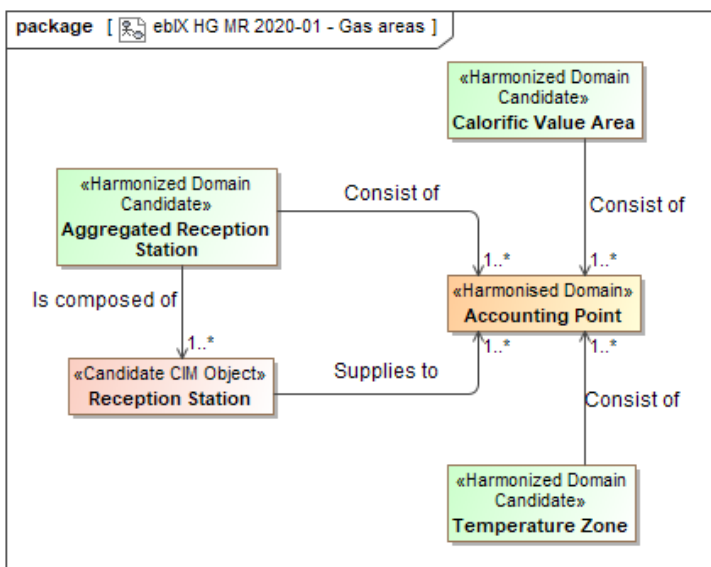 package [ ebIX HG MR 2020-01 - Gas areas ]
«Harmonized Domain
Candidate»
Calorific Value Area
«Harmonized Domain
Candidate»
Aggregated Reception
Station
Consist of
Consist of
1..*
1..*
Is composed of
«Harmonised Domain»
Accounting Point
1..*
1..*
1..*
«Candidate CIM Object»
Reception Station
Supplies to
Consist of
«Harmonized Domain
Candidate»
Temperature Zone